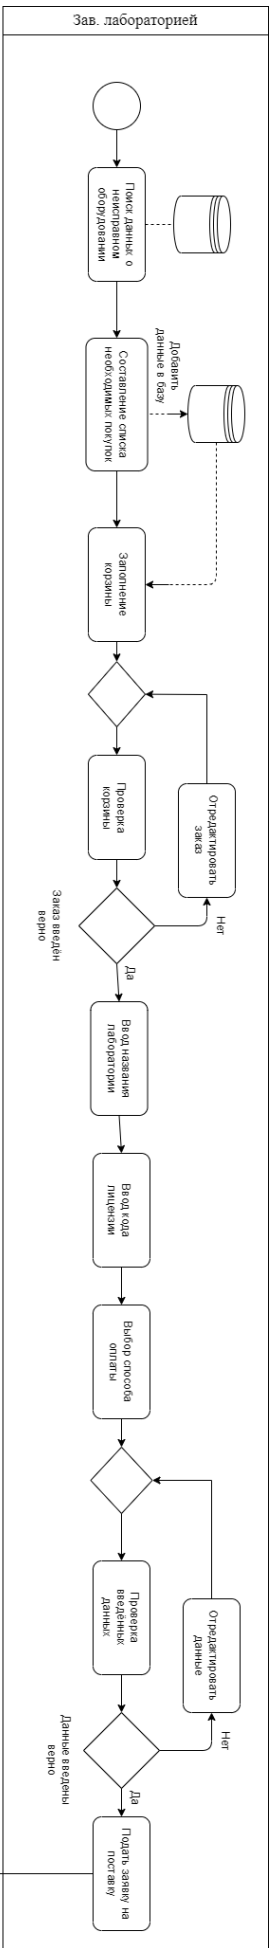 Зав. лабораторией
Поиск данных о
неисправном
оборудовании
Составление списка
необходимых покупок
Добавить
данные в базу
Заполнение
корзины
Проверка
корзины
Отредактировать
заказ
Заказ введён
верно
Нет
Да
Ввод названия
лаборатории
Ввод кода
лицензии
Выбор способа
оплаты
Проверка
введённых
данных
Отредактировать
данные
Данные введены
верно
Нет
Да
Подать заявку на
поставку